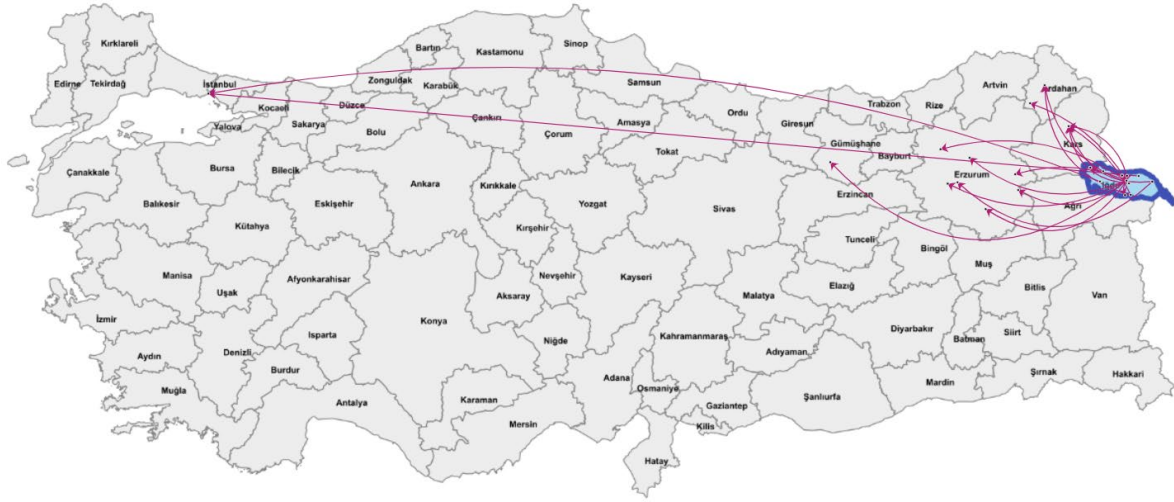 Kırklareli
Edirne
Tekirdağ
İstanbul
Kocaeli
Yalova
Sakarya
Düzce
Zonguldak
Bartın
Karabük
Kastamonu
Sinop
Samsun
Ordu
Giresun
Trabzon
Rize
Artvin
Ardahan
Kars
Gümüşhane
Bayburt
Erzurum
Erzincan
Ağrı
Çanakkale
Bursa
Bilecik
Bolu
Çankırı
Çorum
Amasya
Tokat
Balıkesir
Kütahya
Eskişehir
Ankara
Kırıkkale
Kırşehir
Yozgat
Sivas
Tunceli
Bingöl
Muş
Bitlis
Van
Manisa
Uşak
Afyonkarahisar
Aksaray
Nevşehir
Kayseri
Malatya
Elazığ
İzmir
Aydın
Denizli
Isparta
Burdur
Konya
Niğde
Kahramanmaraş
Adıyaman
Diyarbakır
Batman
Siirt
Şırnak
Hakkari
Muğla
Antalya
Karaman
Mersin
Adana
Osmaniye
Gaziantep
Kilis
Hatay
Şanlıurfa
Mardin